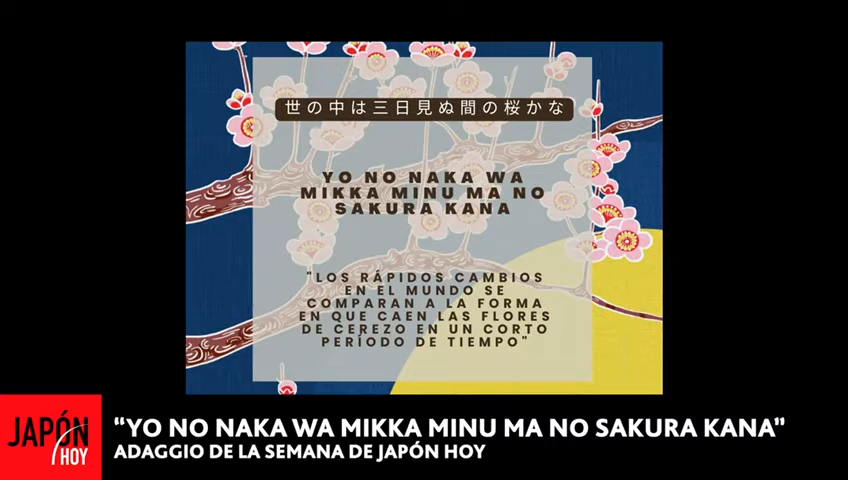 世の中は三日見ぬ間の桜かな
YO NO NAKA WA
MIKKA MINU MA NO
SAKURA KANA
"LOS RÁPIDOS CAMBIOS
EN EL MUNDO SE
COMPARAN A LA FORMA
EN QUE CAEN LAS FLORES
DE CEREZO EN UN CORTO
PERÍODO DE TIEMPO"
JAPÓN
HOY
“YO NO NAKA WA MIKKA MINU MA NO SAKURA KANA”
ADAGGIO DE LA SEMANA DE JAPÓN HOY